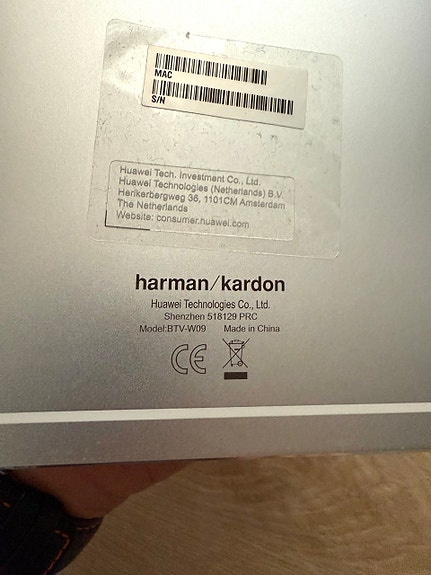 MAC
S/N
Huawei Tech. Investment Co., Ltd.
Huawei Technologies (Netherlands) B.V.
Herikerbergweg 36, 1101CM Amsterdam
The Netherlands
Website: consumer.huawei.com
harman/kardon
Huawei Technologies Co., Ltd.
Shenzhen 518129 PRC
Model:BTV-W09 Made in China
CE